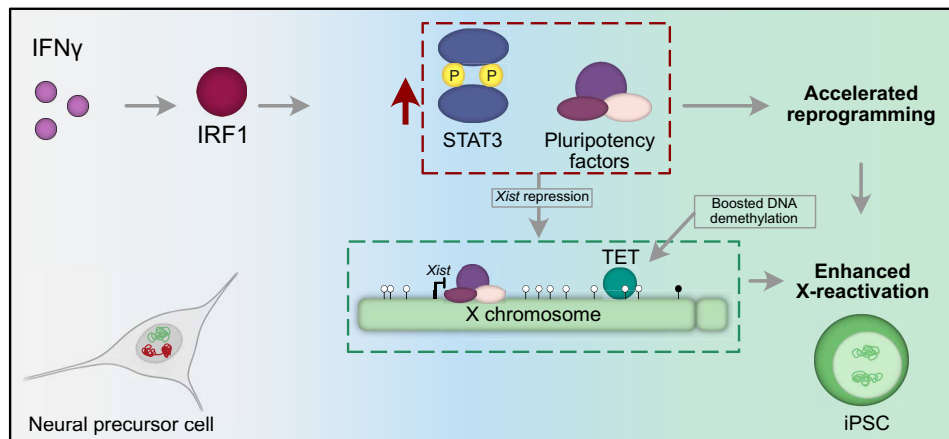 IFNγ
IRF1
P
P
STAT3
Pluripotency
factors
Accelerated
reprogramming
Xist repression
Boosted DNA
demethylation
TET
Xist
X chromosome
Enhanced
X-reactivation
Neural precursor cell
iPSC